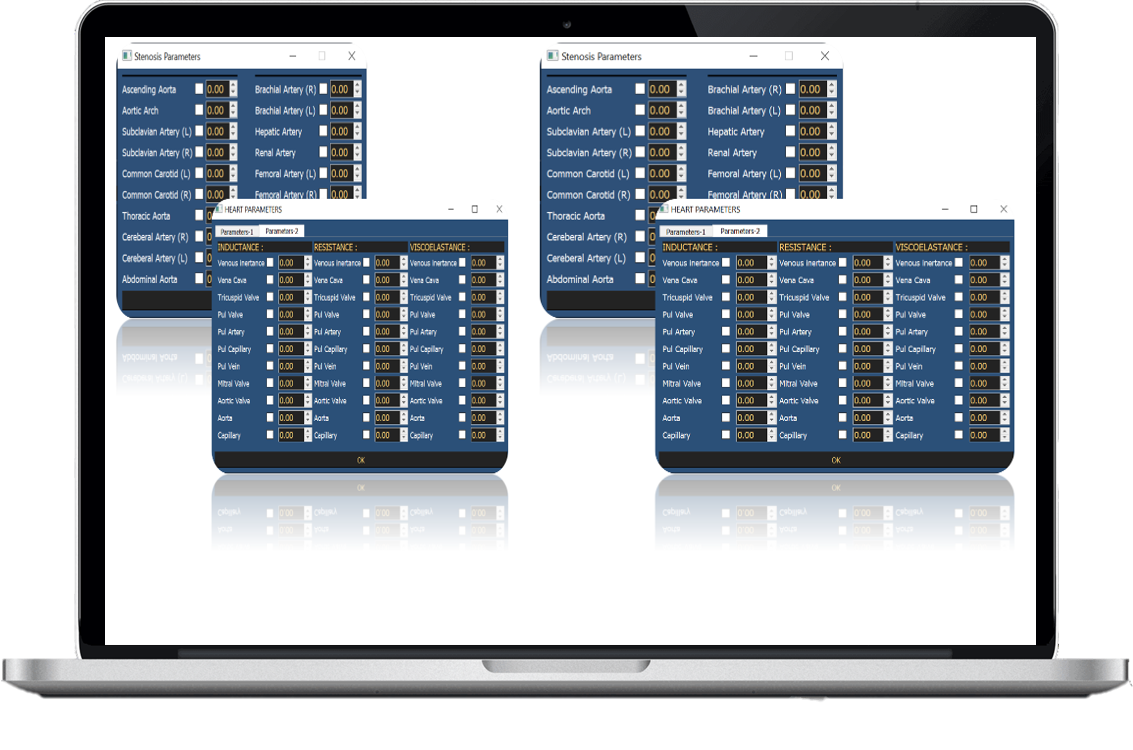 Stenosis Parameters
Ascending Aorta 0.00 Brachial Artery (R) 0.00
Aortic Arch 0.00 Brachial Artery (L) 0.00
Subclavian Artery (L) 0.00 Hepatic Artery 0.00
Subclavian Artery (R) 0.00 Renal Artery 0.00
Common Carotid (L) 0.00 Femoral Artery (L) 0.00
Common Carotid (R) 0.00 Femoral Artery (R) 0.00
Thoracic Aorta
Cereberal Artery (R)
Cereberal Artery (L)
Abdominal Aorta
HEART PARAMETERS
Parameters-1 Parameters-2
INDUCTANCE : RESISTANCE : VISCOELASTANCE :
Venous Inertance 0.00 Venous Inertance 0.00 Venous Inertance 0.00
Vena Cava 0.00 Vena Cava 0.00 Vena Cava 0.00
Tricuspid Valve 0.00 Tricuspid Valve 0.00 Tricuspid Valve 0.00
Pul Valve 0.00 Pul Valve 0.00 Pul Valve 0.00
Pul Artery 0.00 Pul Artery 0.00 Pul Artery 0.00
Pul Capillary 0.00 Pul Capillary 0.00 Pul Capillary 0.00
Pul Vein 0.00 Pul Vein 0.00 Pul Vein 0.00
Mitral Valve 0.00 Mitral Valve 0.00 Mitral Valve 0.00
Aortic Valve 0.00 Aortic Valve 0.00 Aortic Valve 0.00
Aorta 0.00 Aorta 0.00 Aorta 0.00
Capillary 0.00 Capillary 0.00 Capillary 0.00
OK
Stenosis Parameters
Ascending Aorta 0.00 Brachial Artery (R) 0.00
Aortic Arch 0.00 Brachial Artery (L) 0.00
Subclavian Artery (L) 0.00 Hepatic Artery 0.00
Subclavian Artery (R) 0.00 Renal Artery 0.00
Common Carotid (L) 0.00 Femoral Artery (L) 0.00
Common Carotid (R) 0.00 Femoral Artery (R) 0.00
Thoracic Aorta
Cereberal Artery (R)
Cereberal Artery (L)
Abdominal Aorta
HEART PARAMETERS
Parameters-1 Parameters-2
INDUCTANCE : RESISTANCE : VISCOELASTANCE :
Venous Inertance 0.00 Venous Inertance 0.00 Venous Inertance 0.00
Vena Cava 0.00 Vena Cava 0.00 Vena Cava 0.00
Tricuspid Valve 0.00 Tricuspid Valve 0.00 Tricuspid Valve 0.00
Pul Valve 0.00 Pul Valve 0.00 Pul Valve 0.00
Pul Artery 0.00 Pul Artery 0.00 Pul Artery 0.00
Pul Capillary 0.00 Pul Capillary 0.00 Pul Capillary 0.00
Pul Vein 0.00 Pul Vein 0.00 Pul Vein 0.00
Mitral Valve 0.00 Mitral Valve 0.00 Mitral Valve 0.00
Aortic Valve 0.00 Aortic Valve 0.00 Aortic Valve 0.00
Aorta 0.00 Aorta 0.00 Aorta 0.00
Capillary 0.00 Capillary 0.00 Capillary 0.00
OK